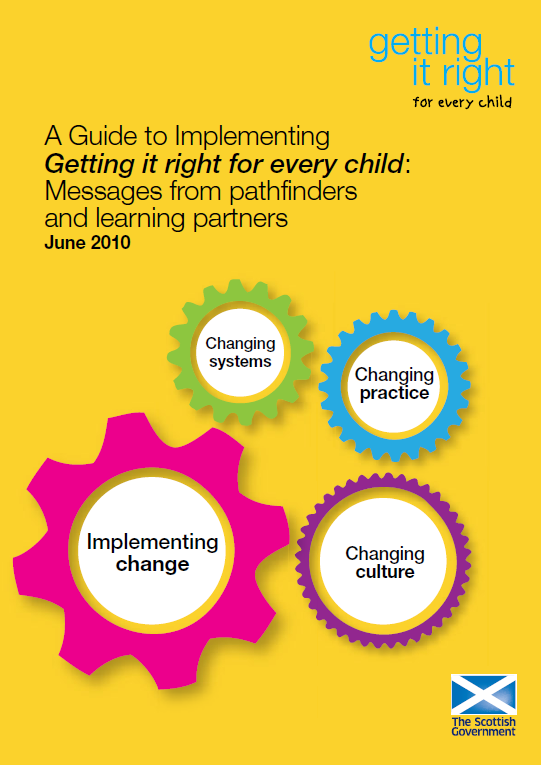 getting
it right
for every child
A Guide to Implementing
Getting it right for every child:
Messages from pathfinders
and learning partners
June 2010
Changing
systems
Changing
practice
Implementing
change
Changing
culture
The Scottish
Government